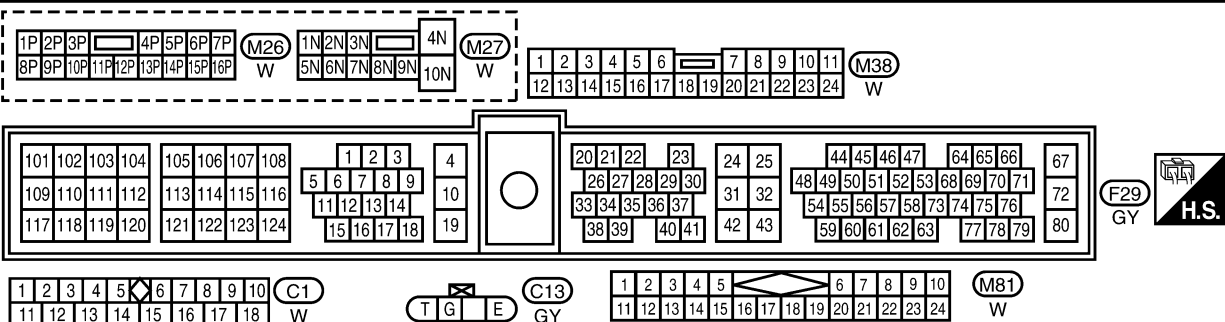 1P 2P 3P 4P 5P 6P 7P
8P 9P 10P 11P 12P 13P 14P 15P 16P
M26
W
1N 2N 3N 4N
5N 6N 7N 8N 9N 10N
M27
W
1 2 3 4 5 6 7 8 9 10 11
12 13 14 15 16 17 18 19 20 21 22 23 24
M38
W
101 102 103 104
109 110 111 112
117 118 119 120
105 106 107 108
113 114 115 116
121 122 123 124
1 2 3
5 6 7 8 9
11 12 13 14
15 16 17 18
4
10
19
20 21 22 23
26 27 28 29 30
33 34 35 36 37
38 39 40 41
24 25
31 32
42 43
44 45 46 47 64 65 66
48 49 50 51 52 53 68 69 70 71
54 55 56 57 58 73 74 75 76
59 60 61 62 63 77 78 79
67
72
80
F29
GY
H.S.
1 2 3 4 5 6 7 8 9 10
11 12 13 14 15 16 17 18
C1
W
T G E
C13
GY
1 2 3 4 5 6 7 8 9 10
11 12 13 14 15 16 17 18 19 20 21 22 23 24
M81
W